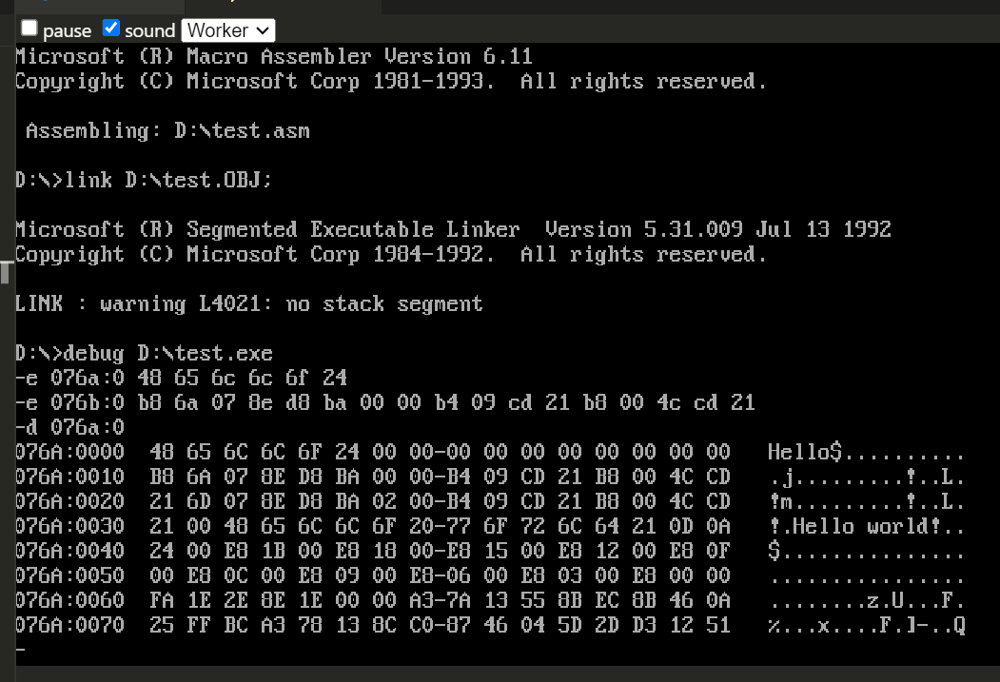 pause sound Worker
Microsoft (R) Macro Assembler Version 6.11
Copyright (C) Microsoft Corp 1981-1993.  All rights reserved.
 Assembling: D:\test.asm
D:\>link D:\test.OBJ;
Microsoft (R) Segmented Executable Linker  Version 5.31.009 Jul 13 1992
Copyright (C) Microsoft Corp 1984-1992.  All rights reserved.
LINK : warning L4021: no stack segment
D:\>debug D:\test.exe
-e 076a:0 48 65 6c 6c 6f 24
-e 076b:0 b8 6a 07 8e d8 ba 00 00 b4 09 cd 21 b8 00 4c cd 21
-d 076a:0
076A:0000  48 65 6C 6C 6F 24 00 00-00 00 00 00 00 00 00 00   Hello$..........
076A:0010  B8 6A 07 8E D8 BA 00 00-B4 09 CD 21 B8 00 4C CD   .j.........!..L.
076A:0020  21 6D 07 8E D8 BA 02 00-B4 09 CD 21 B8 00 4C CD   !m.........!..L.
076A:0030  21 00 48 65 6C 6C 6F 20-77 6F 72 6C 64 21 0D 0A   !.Hello world!..
076A:0040  24 00 E8 1B 00 E8 18 00-E8 15 00 E8 12 00 E8 0F   $...............
076A:0050  00 E8 0C 00 E8 09 00 E8-06 00 E8 03 00 E8 00 00   ................
076A:0060  FA 1E 2E 8E 1E 00 00 A3-7A 13 55 8B EC 8B 46 0A   ........z.U...F.
076A:0070  25 FF BC A3 78 13 8C C0-87 46 04 5D 2D D3 12 51   %...x....F.]-..Q
-